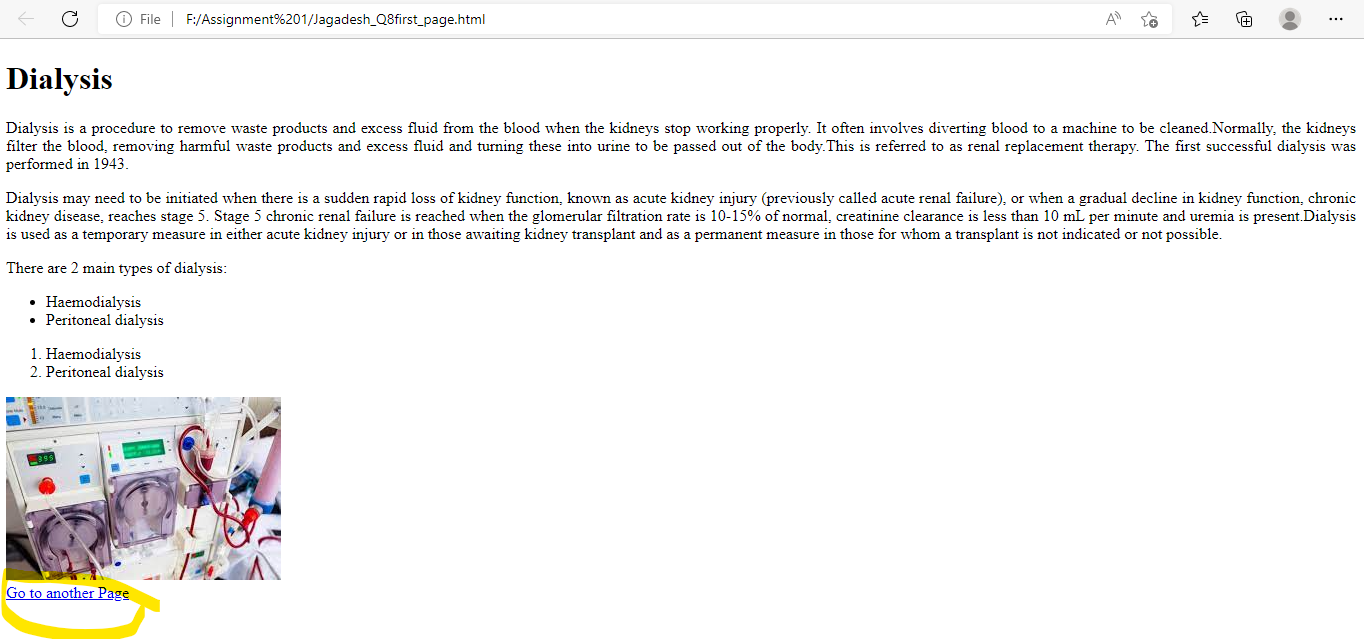 File
F:/Assignment%201/Jagadesh_Q8first_page.html
Dialysis
Dialysis is a procedure to remove waste products and excess fluid from the blood when the kidneys stop working properly. It often involves diverting blood to a machine to be cleaned.Normally, the kidneys
filter the blood, removing harmful waste products and excess fluid and turning these into urine to be passed out of the body.This is referred to as renal replacement therapy. The first successful dialysis was
performed in 1943.
Dialysis may need to be initiated when there is a sudden rapid loss of kidney function, known as acute kidney injury (previously called acute renal failure), or when a gradual decline in kidney function, chronic
kidney disease, reaches stage 5. Stage 5 chronic renal failure is reached when the glomerular filtration rate is 10-15% of normal, creatinine clearance is less than 10 mL per minute and uremia is present.Dialysis
is used as a temporary measure in either acute kidney injury or in those awaiting kidney transplant and as a permanent measure in those for whom a transplant is not indicated or not possible.
There are 2 main types of dialysis:
• Haemodialysis
• Peritoneal dialysis
1. Haemodialysis
2. Peritoneal dialysis
Go to another Page